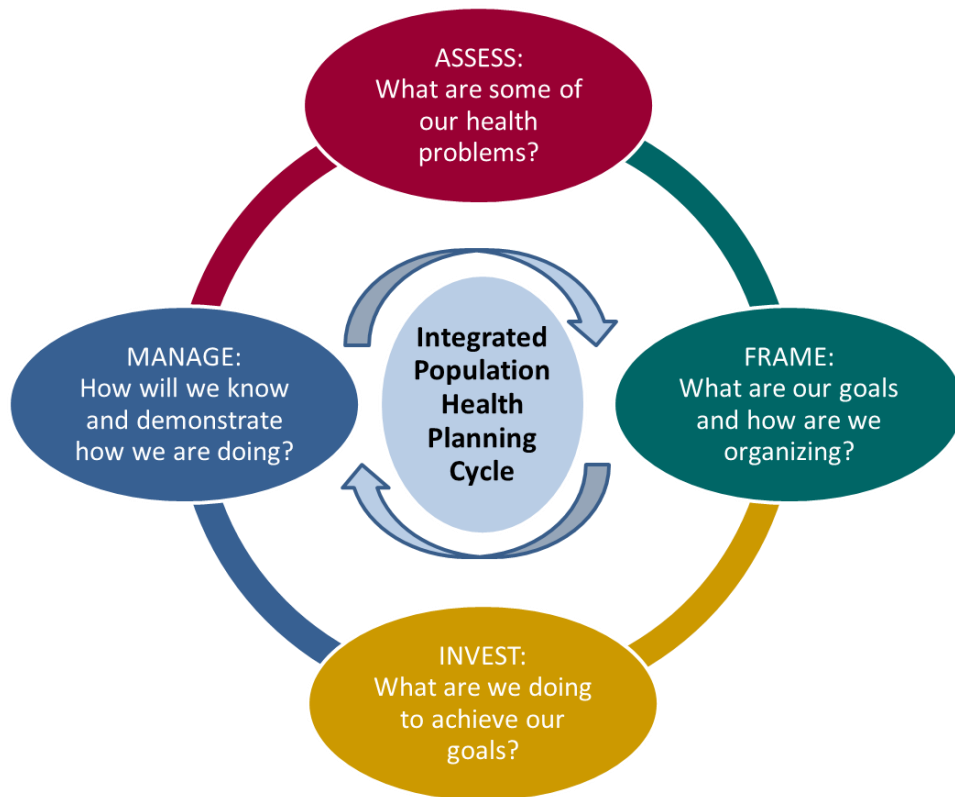 ASSESS:
What are some of
our health
problems?
MANAGE:
How will we know
and demonstrate
how we are doing?
Integrated
Population
Health
Planning
Cycle
FRAME:
What are our goals
and how are we
organizing?
INVEST:
What are we doing
to achieve our
goals?